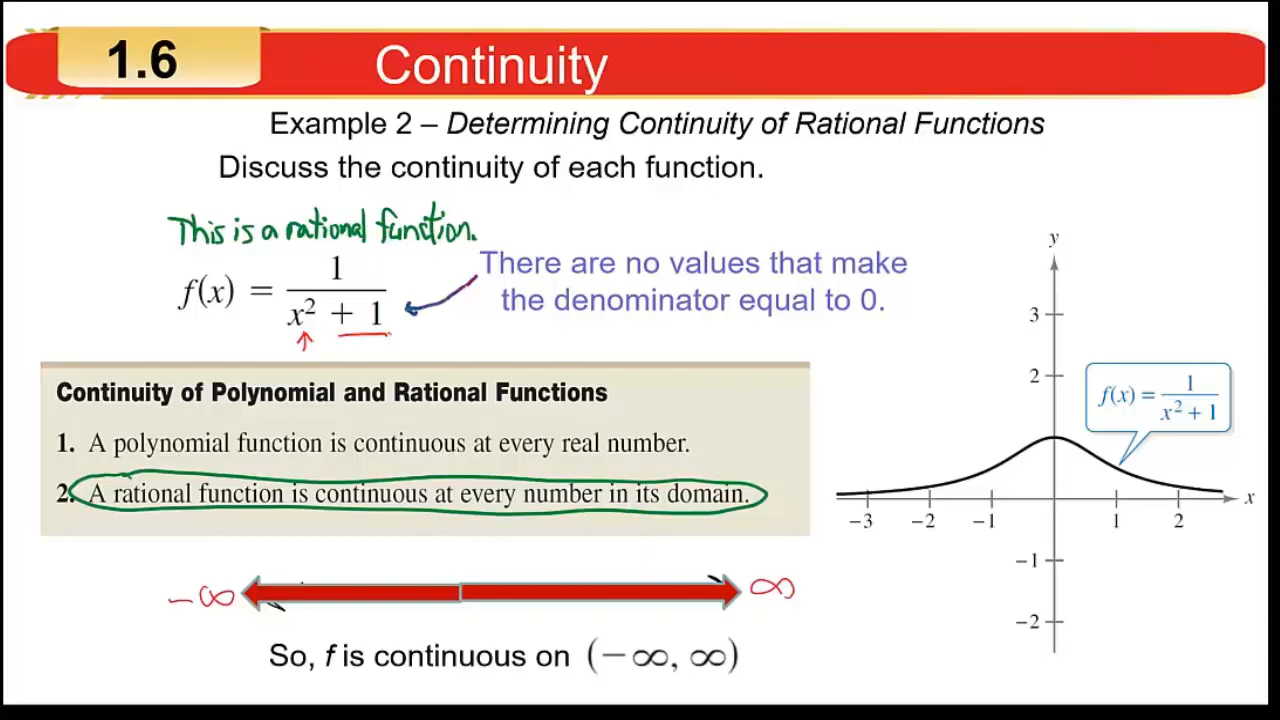 1.6
Continuity
Example 2 – Determining Continuity of Rational Functions
Discuss the continuity of each function.
This is a rational function.
f(x) = 1 / (x² + 1)
There are no values that make
the denominator equal to 0.
Continuity of Polynomial and Rational Functions
1. A polynomial function is continuous at every real number.
2. A rational function is continuous at every number in its domain.
−∞ ∞
So, f is continuous on (−∞, ∞)
y
3
2
f(x) = 1 / (x² + 1)
x
−3 −2 −1 1 2
−1
−2